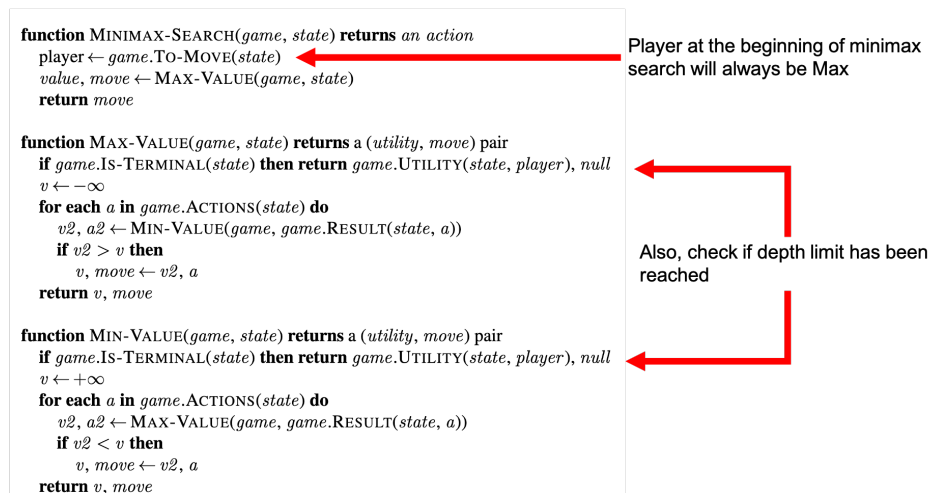 function MINIMAX-SEARCH(game, state) returns an action
player ← game.TO-MOVE(state)
value, move ← MAX-VALUE(game, state)
return move
Player at the beginning of minimax
search will always be Max
function MAX-VALUE(game, state) returns a (utility, move) pair
if game.IS-TERMINAL(state) then return game.UTILITY(state, player), null
v ← −∞
for each a in game.ACTIONS(state) do
v2, a2 ← MIN-VALUE(game, game.RESULT(state, a))
if v2 > v then
v, move ← v2, a
return v, move
Also, check if depth limit has been
reached
function MIN-VALUE(game, state) returns a (utility, move) pair
if game.IS-TERMINAL(state) then return game.UTILITY(state, player), null
v ← +∞
for each a in game.ACTIONS(state) do
v2, a2 ← MAX-VALUE(game, game.RESULT(state, a))
if v2 < v then
v, move ← v2, a
return v, move